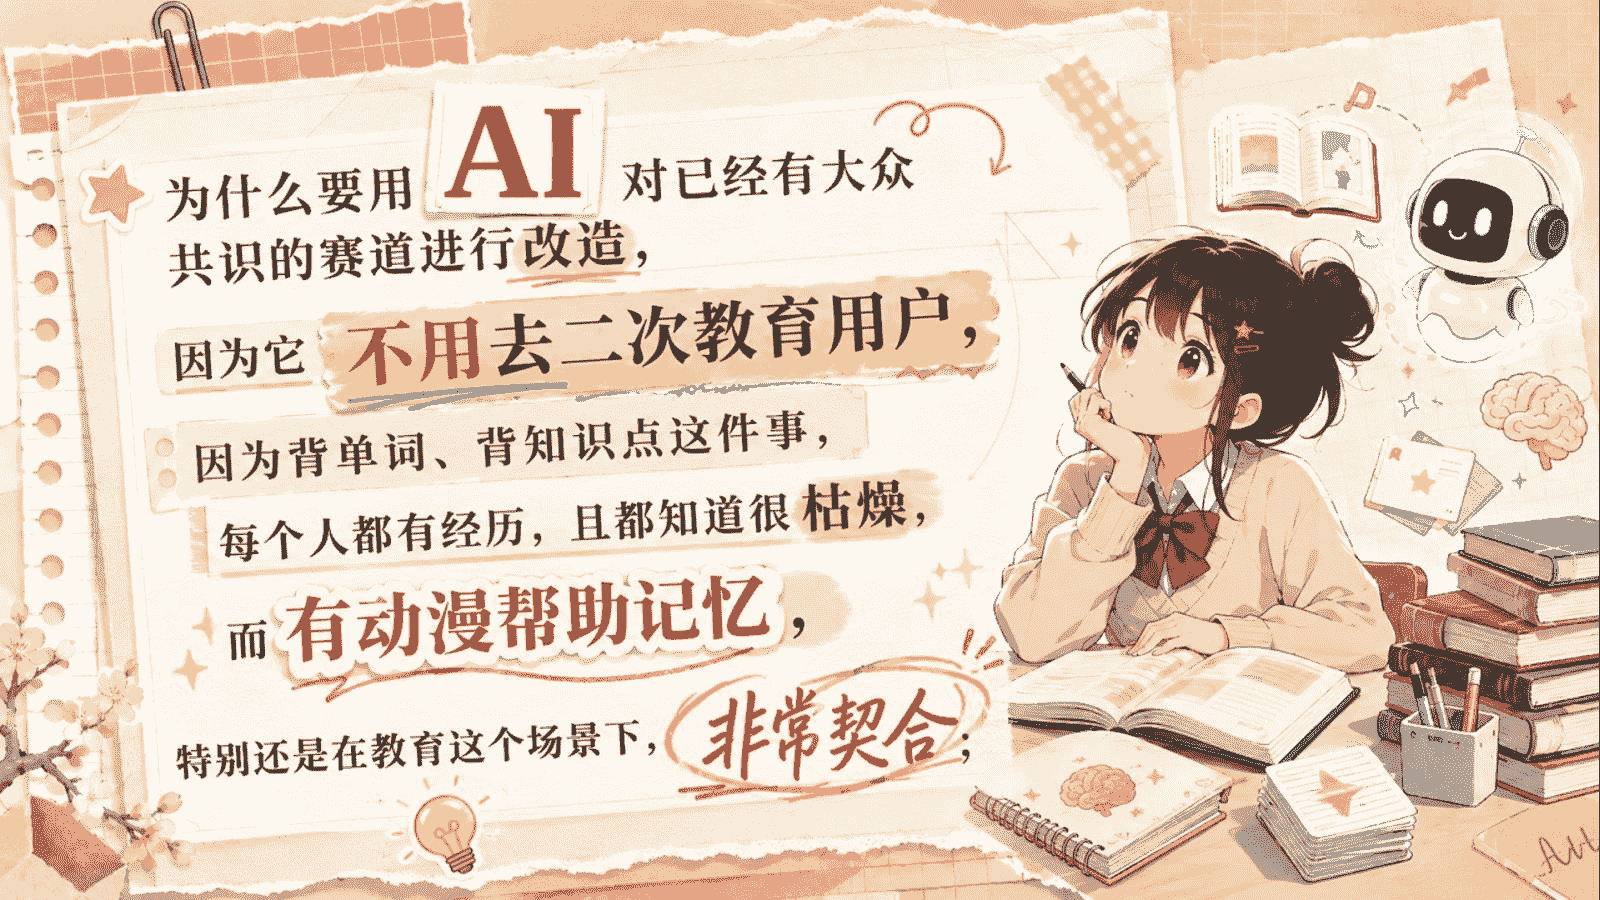 为什么要用 AI 对已经有大众
共识的赛道进行改造，
因为它 不用去二次教育用户，
因为背单词、背知识点这件事，
每个人都有经历，且都知道很枯燥，
而有动漫帮助记忆，
特别还是在教育这个场景下，非常契合；